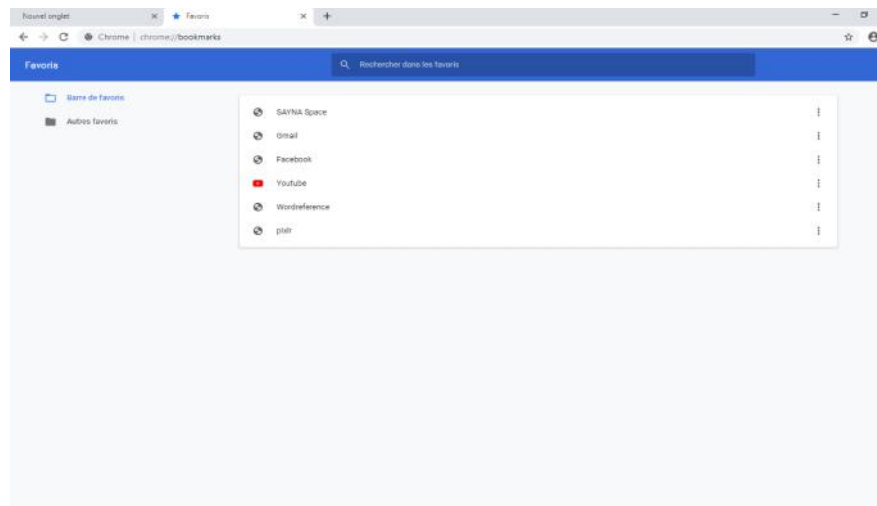 Nouvel onglet
Favoris
Chrome | chrome://bookmarks
Favoris
Rechercher dans les favoris
Barre de favoris
Autres favoris
SAYNA Space
Gmail
Facebook
Youtube
Wordreference
pixlr